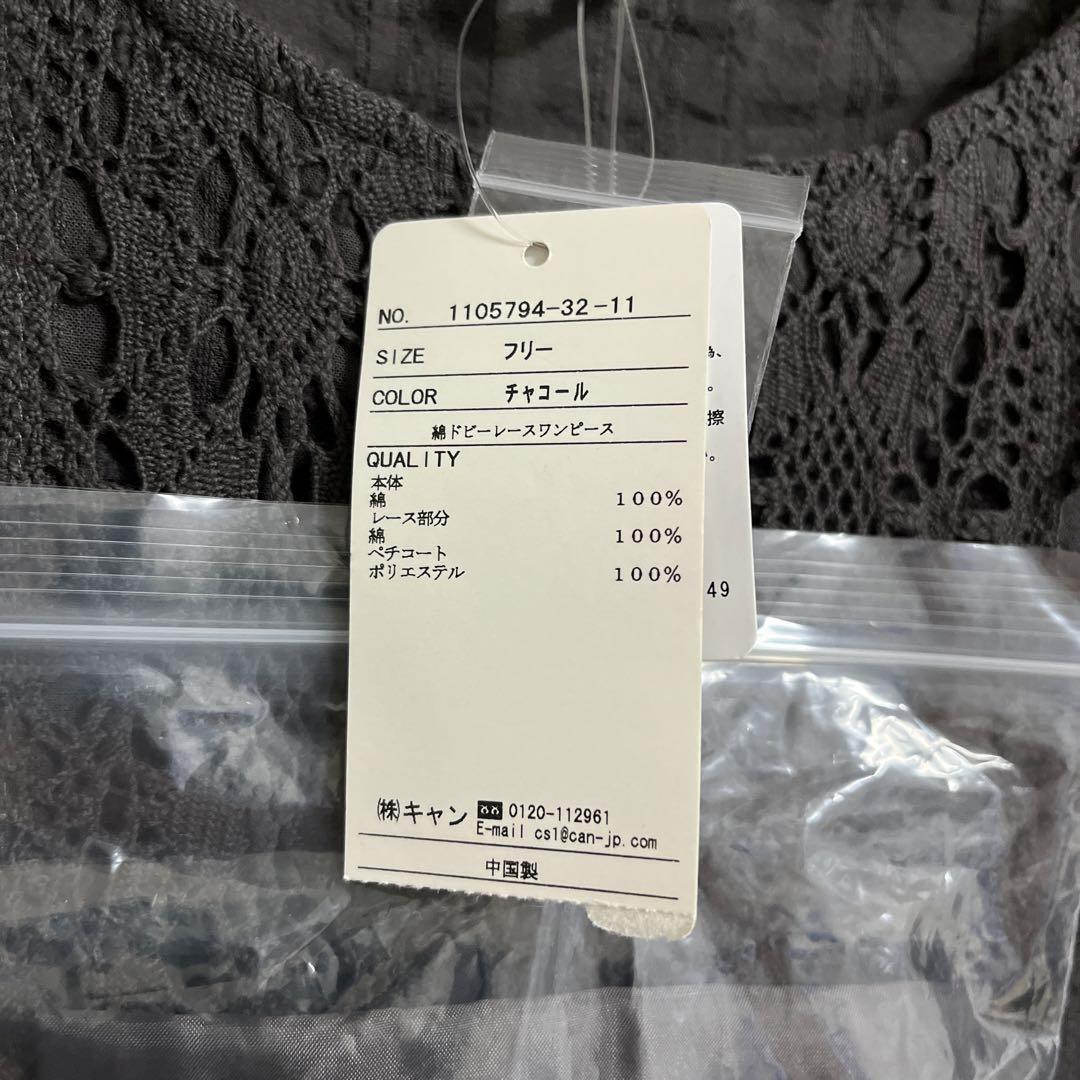 NO. 1105794-32-11
SIZE フリー
COLOR チャコール
綿ドビーレースワンピース
QUALITY
本体
綿 100%
レース部分
綿 100%
ペチコート
ポリエステル 100%
㈱キャン 0120-112961
E-mail cs1@can-jp.com
中国製
為、
。
擦
。
49